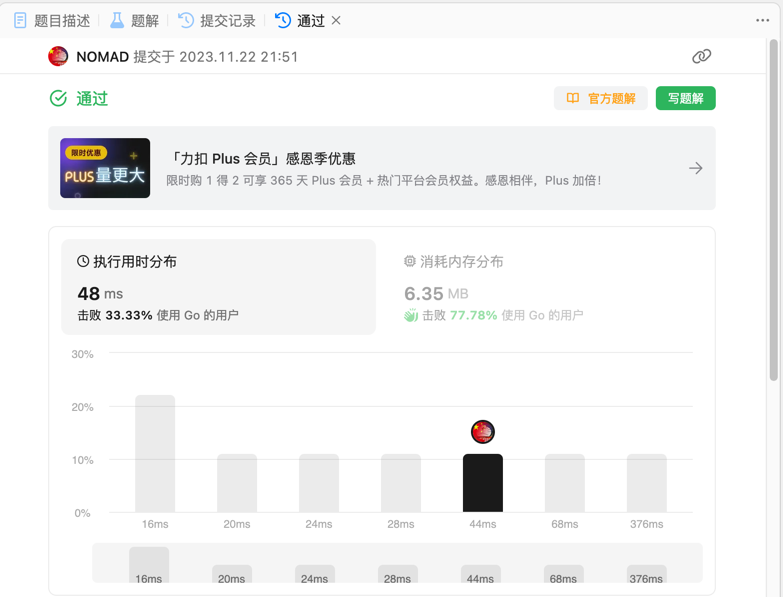 题目描述 题解 提交记录 通过
NOMAD 提交于 2023.11.22 21:51
通过 官方题解 写题解
限时优惠
PLUS量更大
「力扣 Plus 会员」感恩季优惠
限时购 1 得 2 可享 365 天 Plus 会员 + 热门平台会员权益。感恩相伴，Plus 加倍！
执行用时分布
48 ms
击败 33.33% 使用 Go 的用户
消耗内存分布
6.35 MB
击败 77.78% 使用 Go 的用户
30%
20%
10%
0%
16ms 20ms 24ms 28ms 44ms 68ms 376ms
16ms 20ms 24ms 28ms 44ms 68ms 376ms